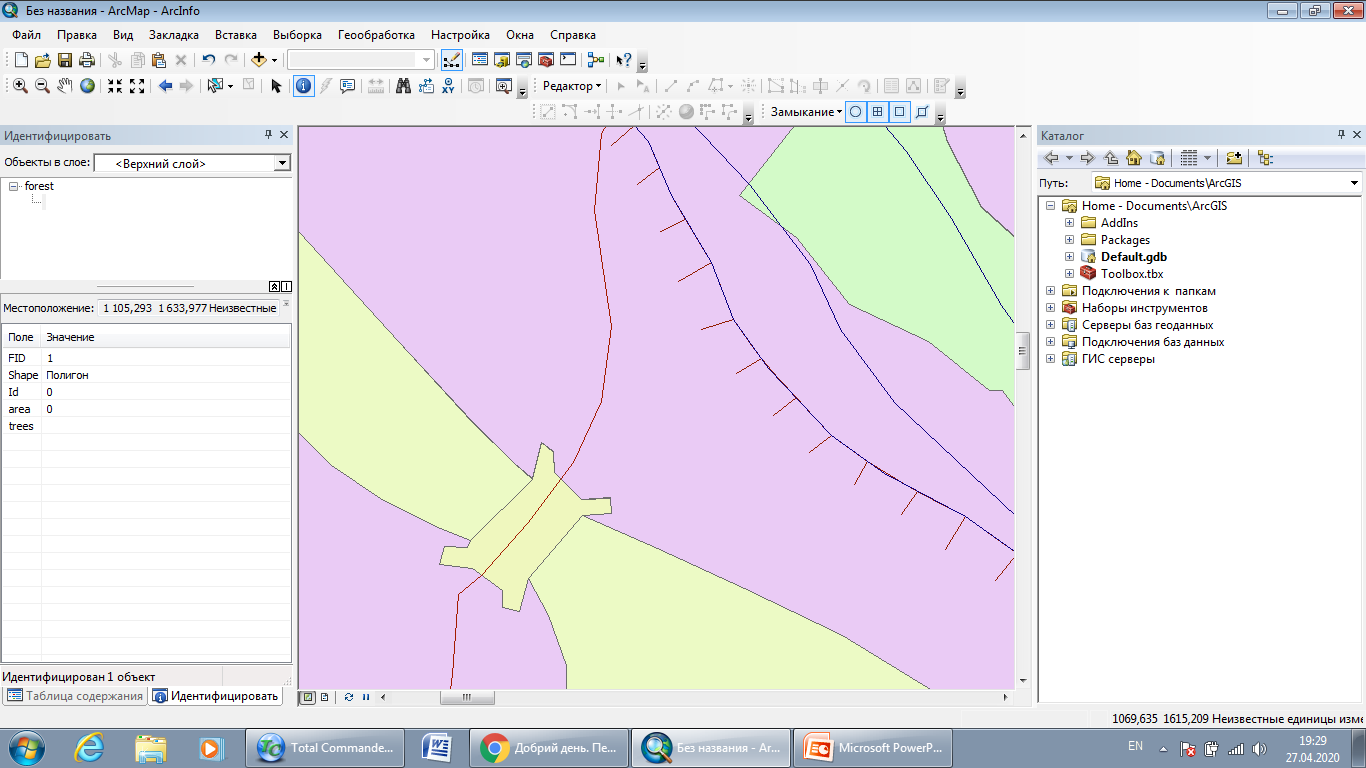 Без названия - ArcMap - ArcInfo
Файл Правка Вид Закладка Вставка Выборка Геообработка Настройка Окна Справка
Редактор
Замыкание
Идентифицировать
Объекты в слое: <Верхний слой>
forest
Местоположение: 1 105,293 1 633,977 Неизвестные
Поле Значение
FID 1
Shape Полигон
Id 0
area 0
trees
Идентифицирован 1 объект
Таблица содержания Идентифицировать
Каталог
Путь: Home - Documents\ArcGIS
Home - Documents\ArcGIS
AddIns
Packages
Default.gdb
Toolbox.tbx
Подключения к папкам
Наборы инструментов
Серверы баз геоданных
Подключения баз данных
ГИС серверы
1069,635 1615,209 Неизвестные единицы изме
Total Commande...
Добрий день. Пе...
Без названия - Ar...
Microsoft PowerP...
EN
19:29
27.04.2020